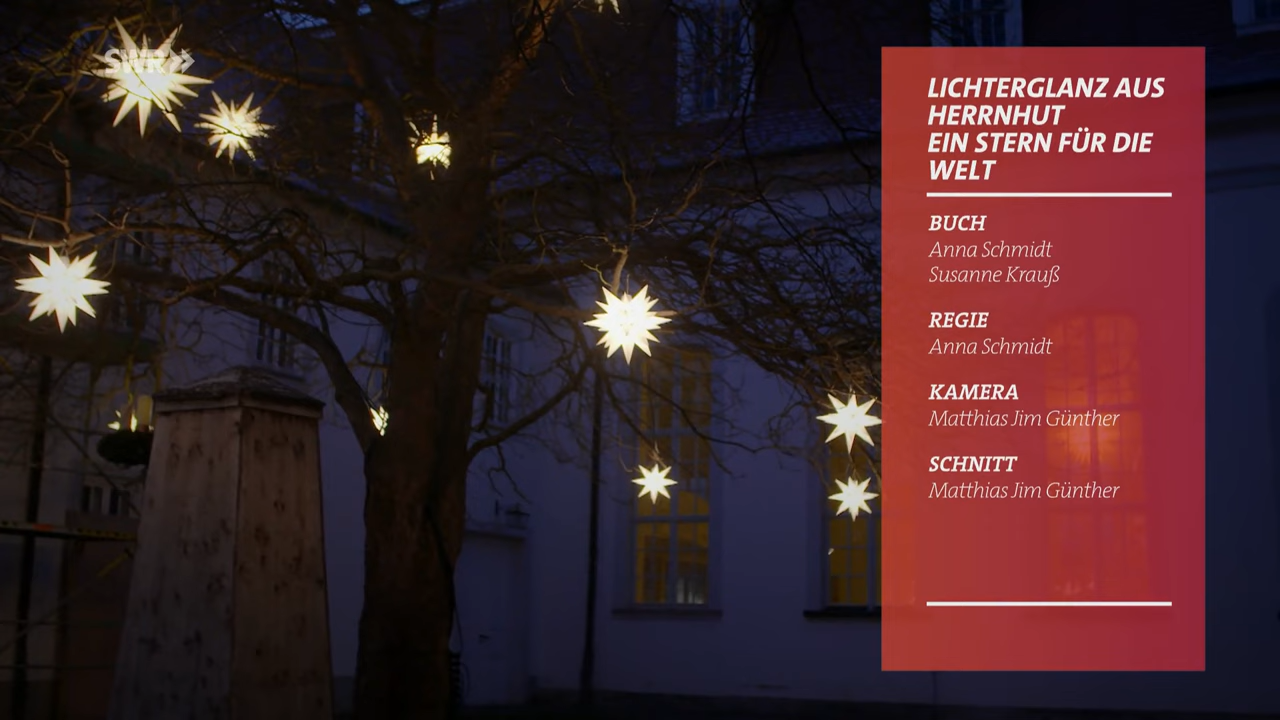 SWR»
LICHTERGLANZ AUS
HERRNHUT
EIN STERN FÜR DIE
WELT
BUCH
Anna Schmidt
Susanne Krauß
REGIE
Anna Schmidt
KAMERA
Matthias Jim Günther
SCHNITT
Matthias Jim Günther